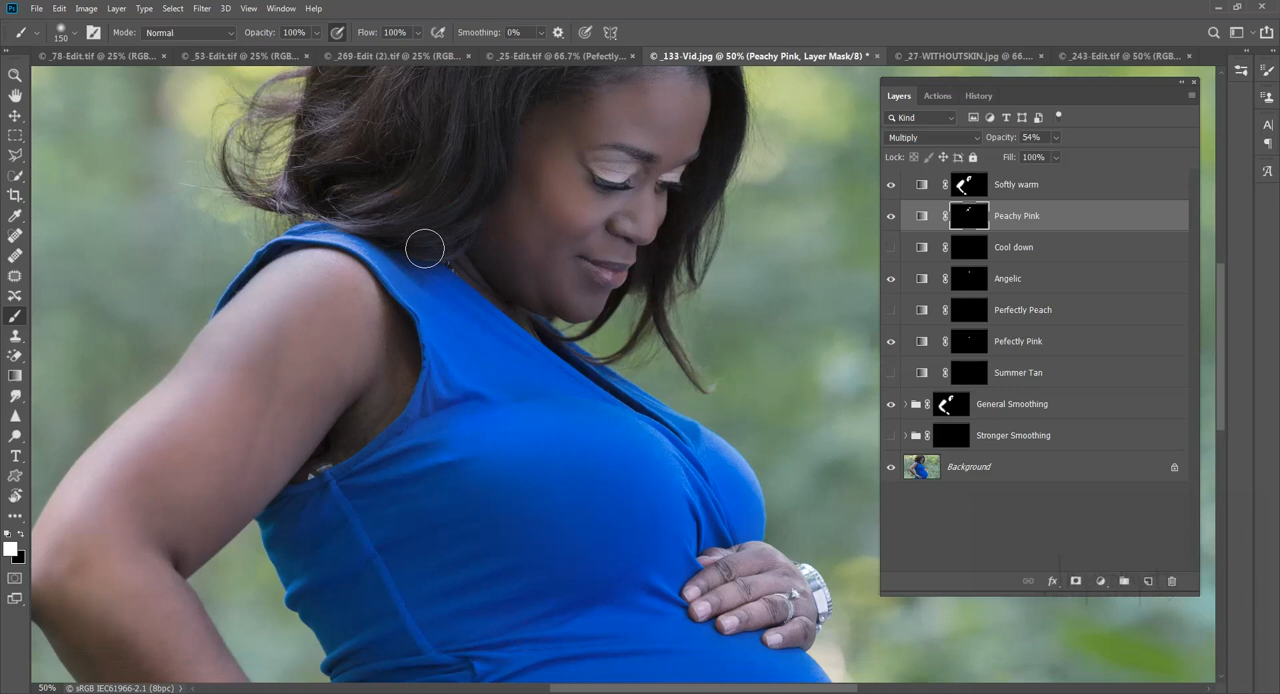 Ps File Edit Image Layer Type Select Filter 3D View Window Help
150 Mode: Normal Opacity: 100% Flow: 100% Smoothing: 0%
© _78-Edit.tif @ 25% (RGB... × © _53-Edit.tif @ 25% (RGB... × © _269-Edit (2).tif @ 25% (RGB... × © _25-Edit.tif @ 66.7% (Pefectly... × © _133-Vid.jpg @ 50% (Peachy Pink, Layer Mask/8) * × © _27-WITHOUTSKIN.jpg @ 66.... × © _243-Edit.tif @ 50% (RGB... ×
Layers Actions History
Kind
Multiply Opacity: 54%
Lock: Fill: 100%
Softly warm
Peachy Pink
Cool down
Angelic
Perfectly Peach
Pefectly Pink
Summer Tan
General Smoothing
Stronger Smoothing
Background
fx
50% © sRGB IEC61966-2.1 (8bpc)